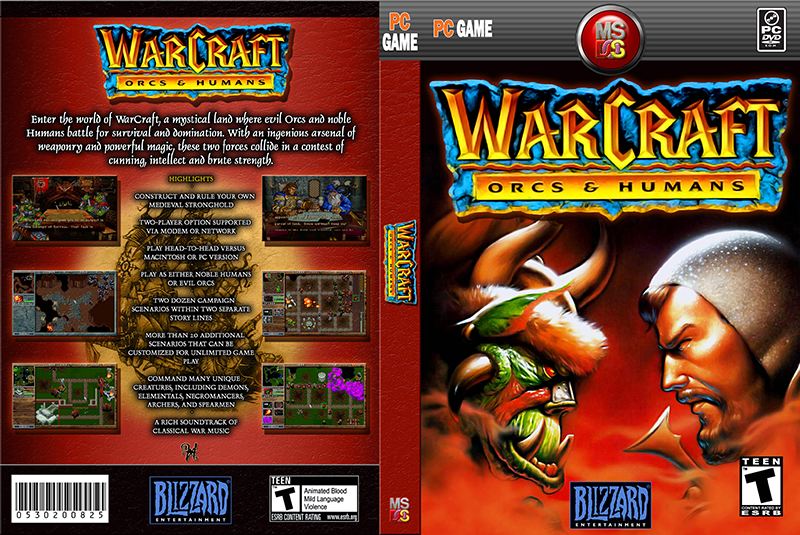 WARCRAFT
ORCS & HUMANS
Enter the world of WarCraft, a mystical land where evil Orcs and noble
Humans battle for survival and domination. With an ingenious arsenal of
weaponry and powerful magic, these two forces collide in a contest of
cunning, intellect and brute strength.
HIGHLIGHTS
CONSTRUCT AND RULE YOUR OWN
MEDIEVAL STRONGHOLD
TWO-PLAYER OPTION SUPPORTED
VIA MODEM OR NETWORK
PLAY HEAD-TO-HEAD VERSUS
MACINTOSH OR PC VERSION
PLAY AS EITHER NOBLE HUMANS
OR EVIL ORCS
TWO DOZEN CAMPAIGN
SCENARIOS WITHIN TWO SEPARATE
STORY LINES
MORE THAN 20 ADDITIONAL
SCENARIOS THAT CAN BE
CUSTOMIZED FOR UNLIMITED GAME
PLAY
COMMAND MANY UNIQUE
CREATURES, INCLUDING DEMONS,
ELEMENTALS, NECROMANCERS,
ARCHERS, AND SPEARMEN
A RICH SOUNDTRACK OF
CLASSICAL WAR MUSIC
0530200825
BLIZZARD
ENTERTAINMENT
TEEN
T
Animated Blood
Mild Language
Violence
ESRB CONTENT RATING www.esrb.org
PC
GAME
WARCRAFT
ORCS & HUMANS
MS
DOS
PC GAME
MS
DOS
PC
DVD
ROM
WARCRAFT
ORCS & HUMANS
BLIZZARD
ENTERTAINMENT
TEEN
T
CONTENT RATED BY
ESRB